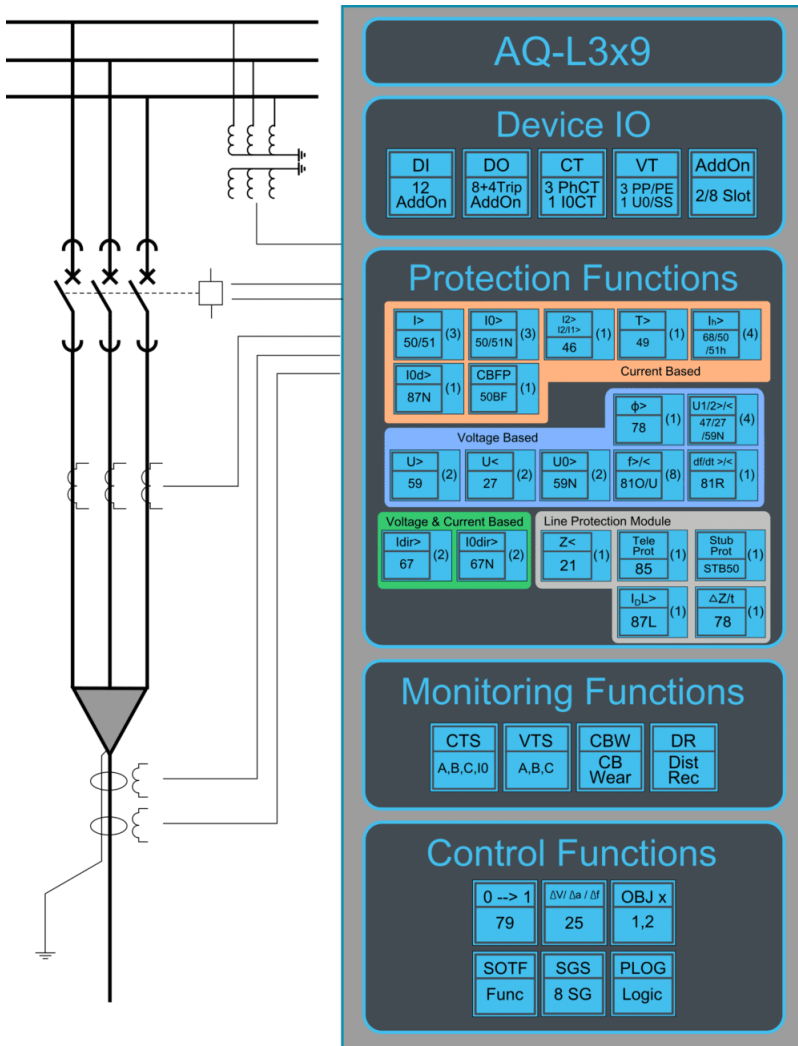 AQ-L3x9
Device IO
DI
12
AddOn
DO
8+4Trip
AddOn
CT
3 PhCT
1 I0CT
VT
3 PP/PE
1 U0/SS
AddOn
2/8 Slot
Protection Functions
I>
50/51
(3)
I0>
50/51N
(3)
I2>
I2/I1>
46
(1)
T>
49
(1)
Ih>
68/50
/51h
(4)
I0d>
87N
(1)
CBFP
50BF
(1)
Current Based
ϕ>
78
(1)
U1/2>/<
47/27
/59N
(4)
Voltage Based
U>
59
(2)
U<
27
(2)
U0>
59N
(2)
f>/<
81O/U
(8)
df/dt >/<
81R
(1)
Voltage & Current Based
Idir>
67
(2)
I0dir>
67N
(2)
Line Protection Module
Z<
21
(1)
Tele
Prot
85
(1)
Stub
Prot
STB50
(1)
IDL>
87L
(1)
△Z/t
78
(1)
Monitoring Functions
CTS
A,B,C,I0
VTS
A,B,C
CBW
CB
Wear
DR
Dist
Rec
Control Functions
0 --> 1
79
ΔV/ Δa / Δf
25
OBJ x
1,2
SOTF
Func
SGS
8 SG
PLOG
Logic